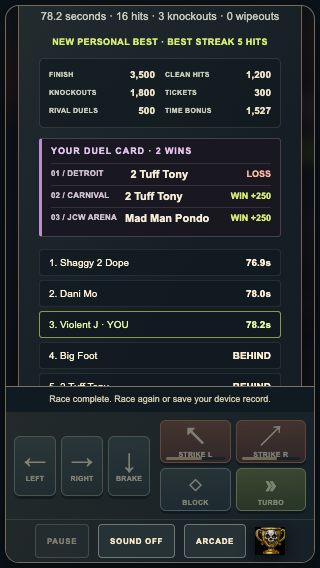 78.2 seconds · 16 hits · 3 knockouts · 0 wipeouts
NEW PERSONAL BEST · BEST STREAK 5 HITS
FINISH 3,500 CLEAN HITS 1,200
KNOCKOUTS 1,800 TICKETS 300
RIVAL DUELS 500 TIME BONUS 1,527
YOUR DUEL CARD · 2 WINS
01 / DETROIT 2 Tuff Tony LOSS
02 / CARNIVAL 2 Tuff Tony WIN +250
03 / JCW ARENA Mad Man Pondo WIN +250
1. Shaggy 2 Dope 76.9s
2. Dani Mo 78.0s
3. Violent J · YOU 78.2s
4. Big Foot BEHIND
5. 2 Tuff Tony BEHIND
Race complete. Race again or save your device record.
← LEFT → RIGHT ↓ BRAKE
↖ STRIKE L ↗ STRIKE R
◇ BLOCK » TURBO
PAUSE SOUND OFF ARCADE